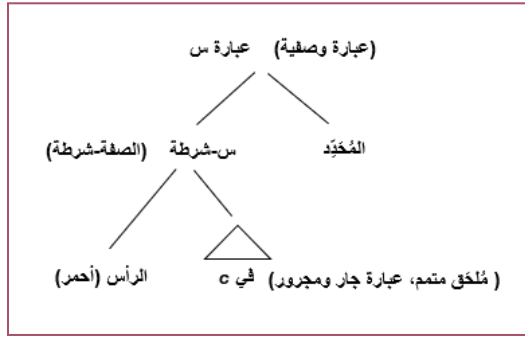 (عبارة وصفية) عبارة س
المُحَدِّد
س-شرطة (الصفة-شرطة)
( مُلحَق متمم، عبارة جار ومجرور) في c
الرأس (أحمر)